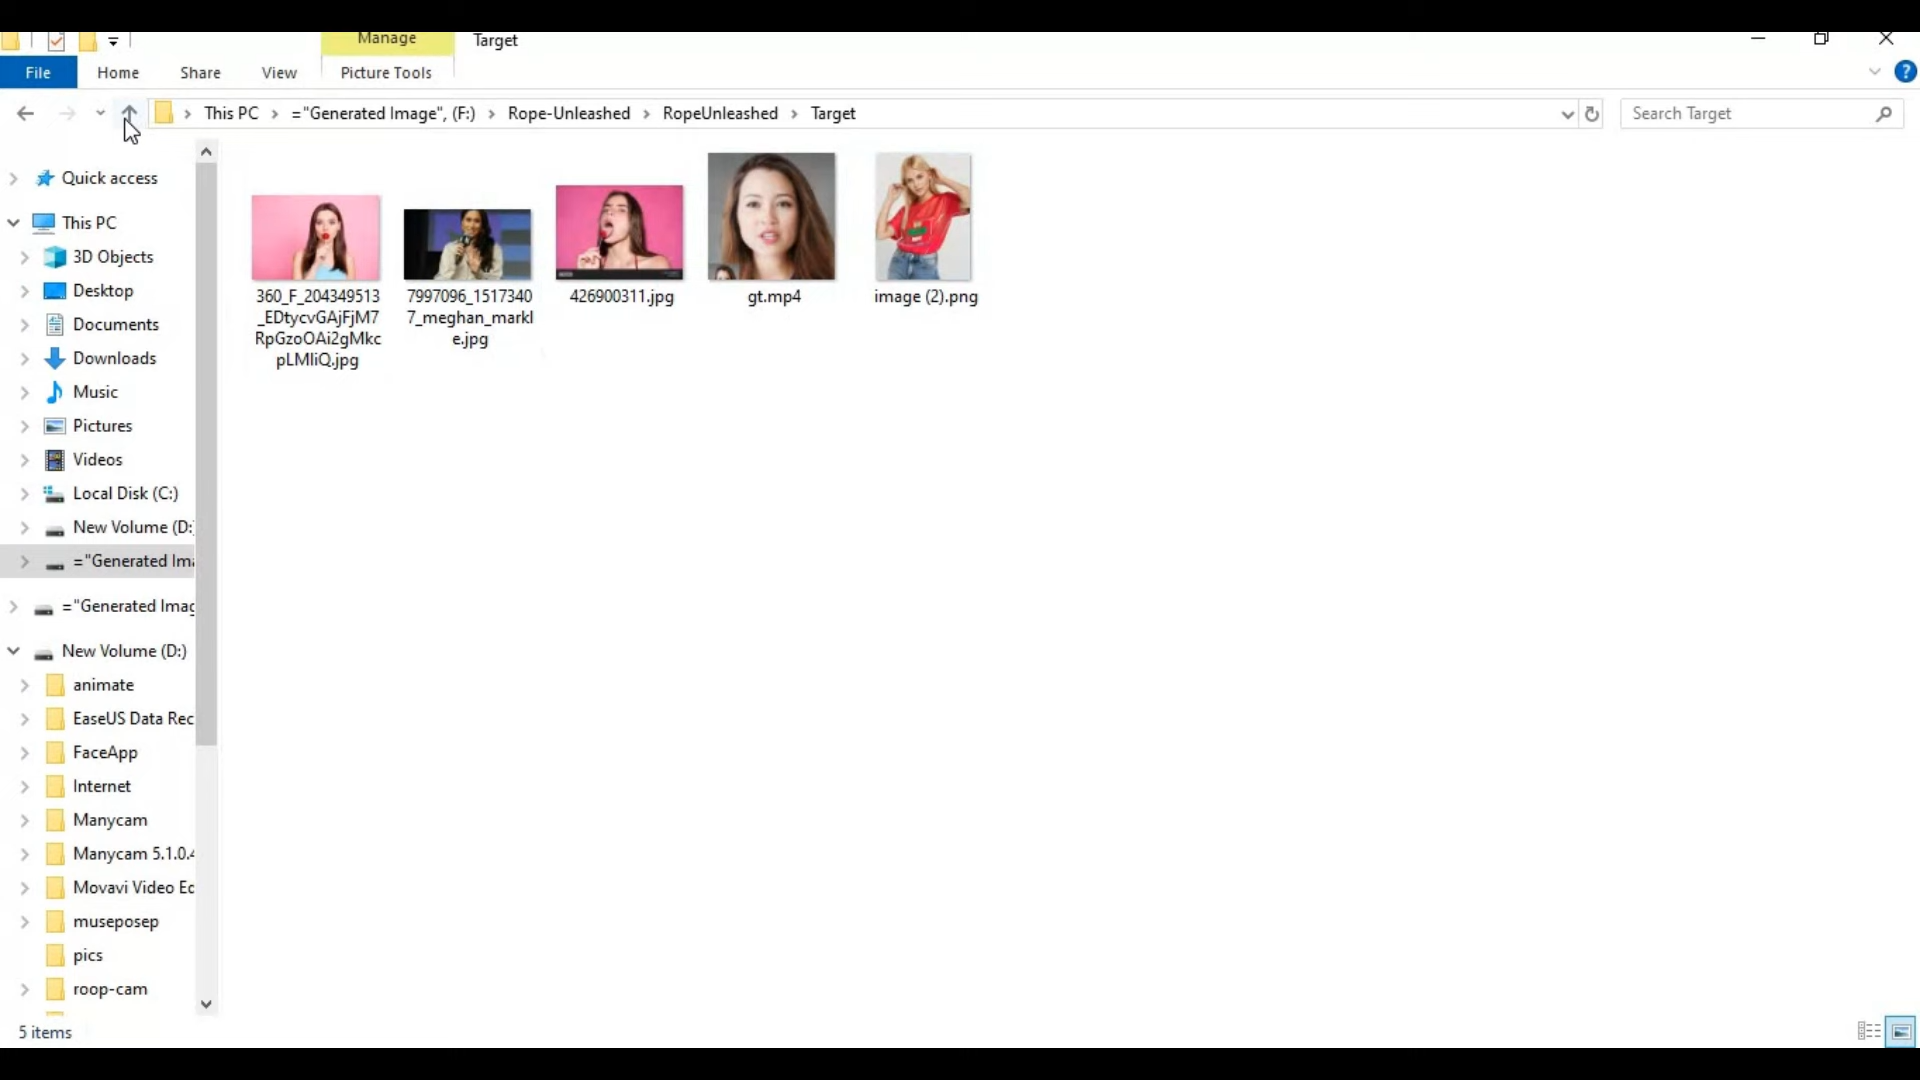 Manage
Target
File
Home
Share
View
Picture Tools
This PC
="Generated Image", (F:)
Rope-Unleashed
RopeUnleashed
Target
Search Target
Quick access
This PC
3D Objects
Desktop
Documents
Downloads
Music
Pictures
Videos
Local Disk (C:)
New Volume (D:
="Generated Ima
="Generated Imag
New Volume (D:)
animate
EaseUS Data Rec
FaceApp
Internet
Manycam
Manycam 5.1.0.4
Movavi Video Ed
museposep
pics
roop-cam
360_F_204349513
_EDtycvGAjFjM7
RpGzoOAi2gMkc
pLMIiQ.jpg
7997096_1517340
7_meghan_markl
e.jpg
426900311.jpg
gt.mp4
image (2).png
5 items